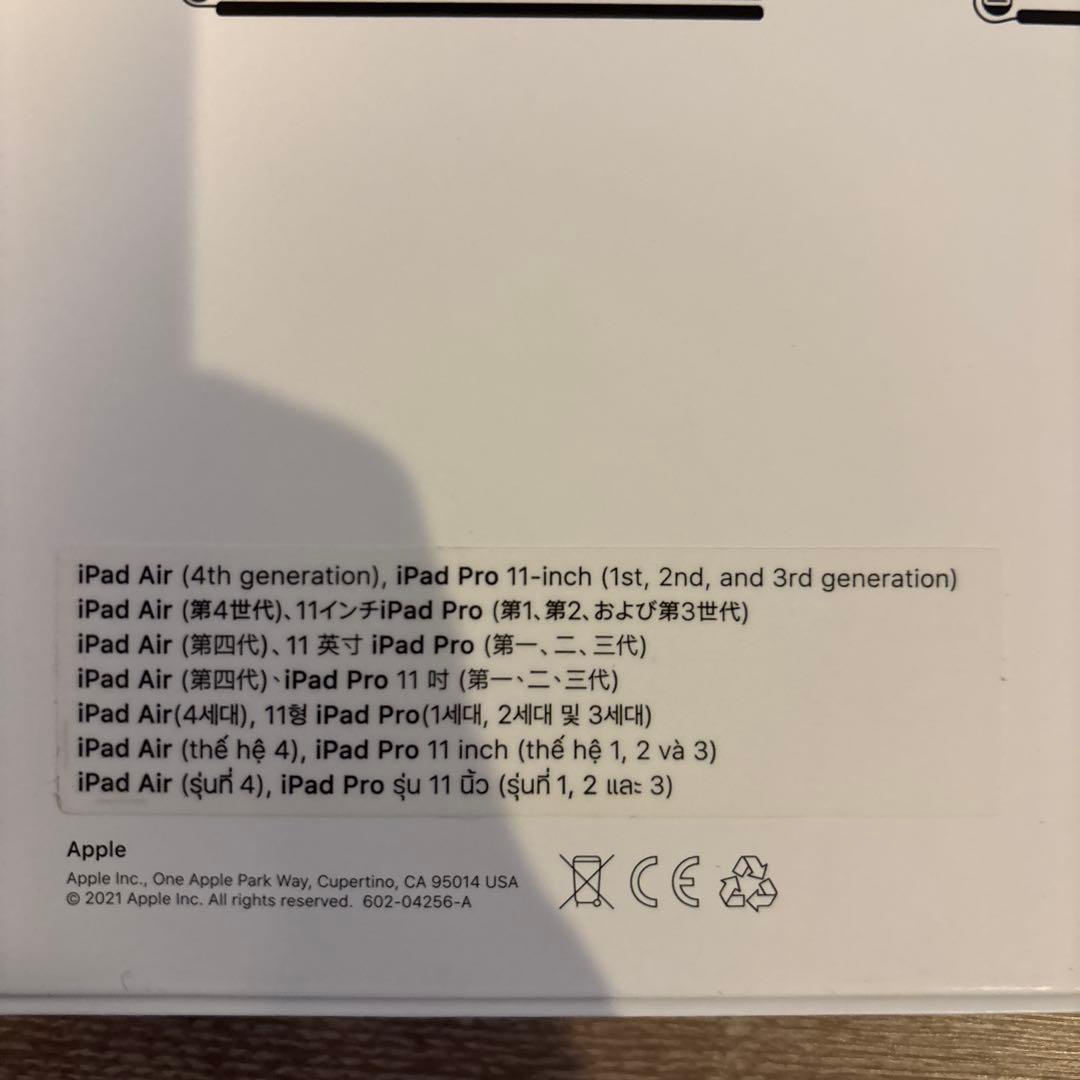 iPad Air (4th generation), iPad Pro 11-inch (1st, 2nd, and 3rd generation)
iPad Air (第4世代)、11インチiPad Pro (第1、第2、および第3世代)
iPad Air (第四代)、11 英寸 iPad Pro (第一、二、三代)
iPad Air (第四代)、iPad Pro 11 吋 (第一、二、三代)
iPad Air(4세대), 11형 iPad Pro(1세대, 2세대 및 3세대)
iPad Air (thế hệ 4), iPad Pro 11 inch (thế hệ 1, 2 và 3)
iPad Air (รุ่นที่ 4), iPad Pro รุ่น 11 นิ้ว (รุ่นที่ 1, 2 และ 3)
Apple
Apple Inc., One Apple Park Way, Cupertino, CA 95014 USA
© 2021 Apple Inc. All rights reserved. 602-04256-A
CE